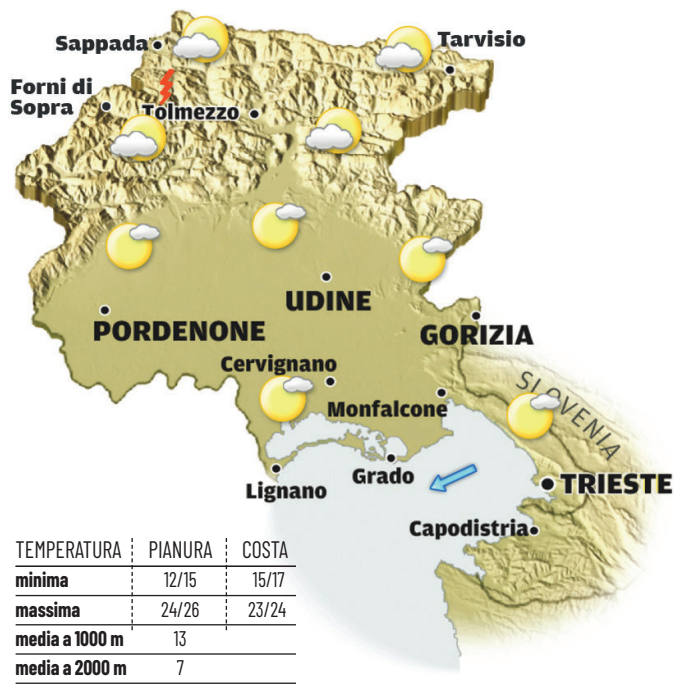 Sappada
Tarvisio
Forni di
Sopra
Tolmezzo
UDINE
PORDENONE
GORIZIA
Cervignano
SLOVENIA
Monfalcone
Grado
Lignano
TRIESTE
Capodistria
TEMPERATURA PIANURA COSTA
minima 12/15 15/17
massima 24/26 23/24
media a 1000 m 13
media a 2000 m 7